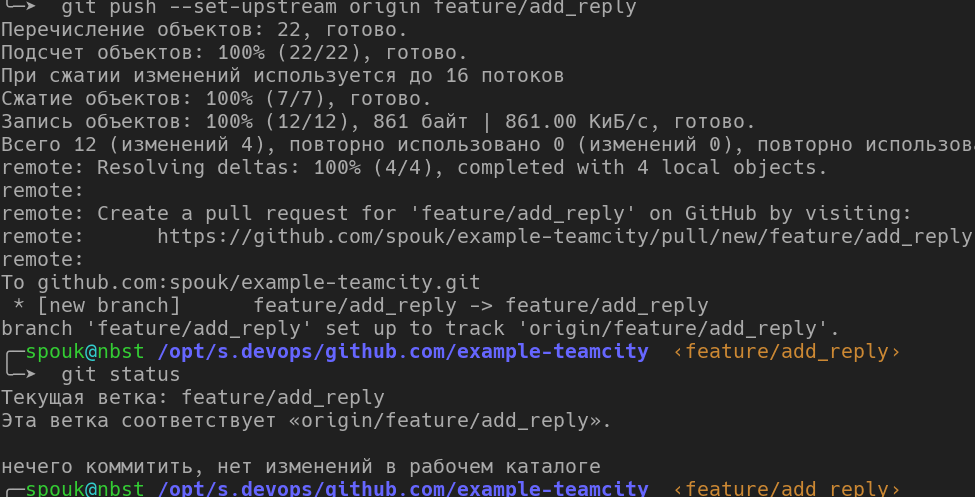 ╰─➤  git push --set-upstream origin feature/add_reply
Перечисление объектов: 22, готово.
Подсчет объектов: 100% (22/22), готово.
При сжатии изменений используется до 16 потоков
Сжатие объектов: 100% (7/7), готово.
Запись объектов: 100% (12/12), 861 байт | 861.00 КиБ/с, готово.
Всего 12 (изменений 4), повторно использовано 0 (изменений 0), повторно использов
remote: Resolving deltas: 100% (4/4), completed with 4 local objects.
remote:
remote: Create a pull request for 'feature/add_reply' on GitHub by visiting:
remote:      https://github.com/spouk/example-teamcity/pull/new/feature/add_reply
remote:
To github.com:spouk/example-teamcity.git
 * [new branch]      feature/add_reply -> feature/add_reply
branch 'feature/add_reply' set up to track 'origin/feature/add_reply'.
╭─spouk@nbst /opt/s.devops/github.com/example-teamcity  ‹feature/add_reply›
╰─➤  git status
Текущая ветка: feature/add_reply
Эта ветка соответствует «origin/feature/add_reply».

нечего коммитить, нет изменений в рабочем каталоге
╭─spouk@nbst /opt/s.devops/github.com/example-teamcity  ‹feature/add_reply›